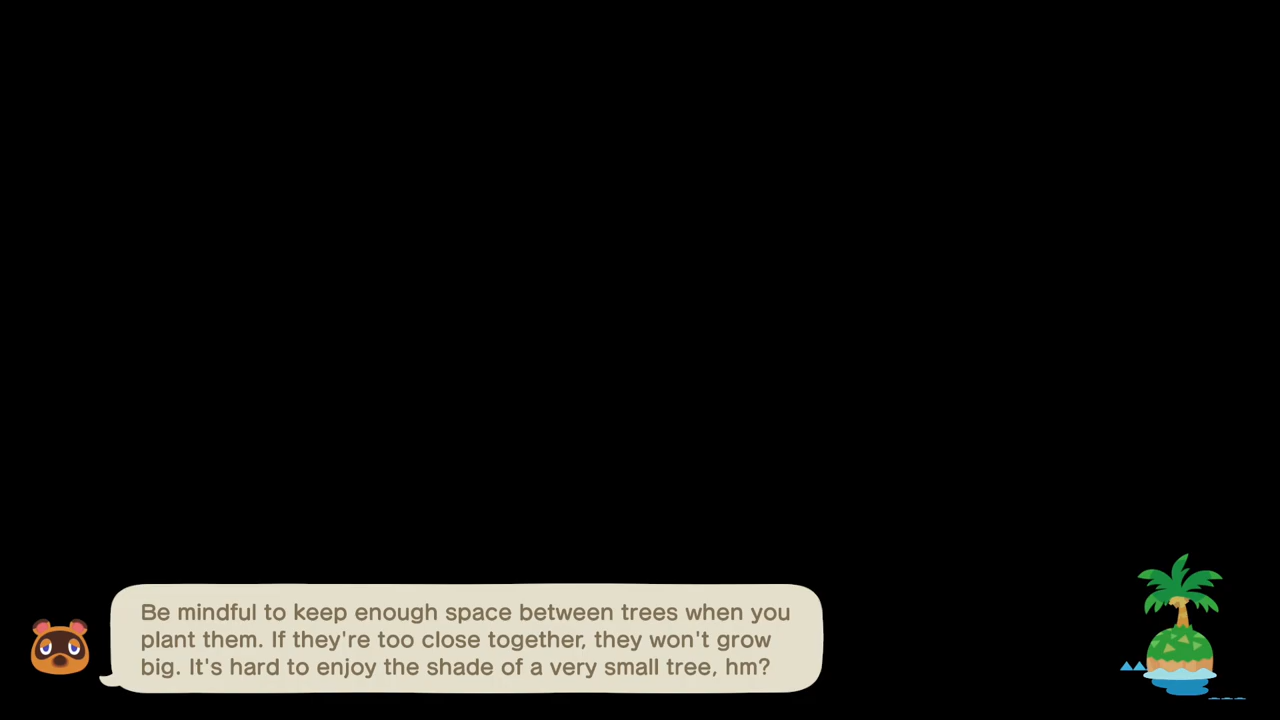 Be mindful to keep enough space between trees when you
plant them. If they're too close together, they won't grow
big. It's hard to enjoy the shade of a very small tree, hm?